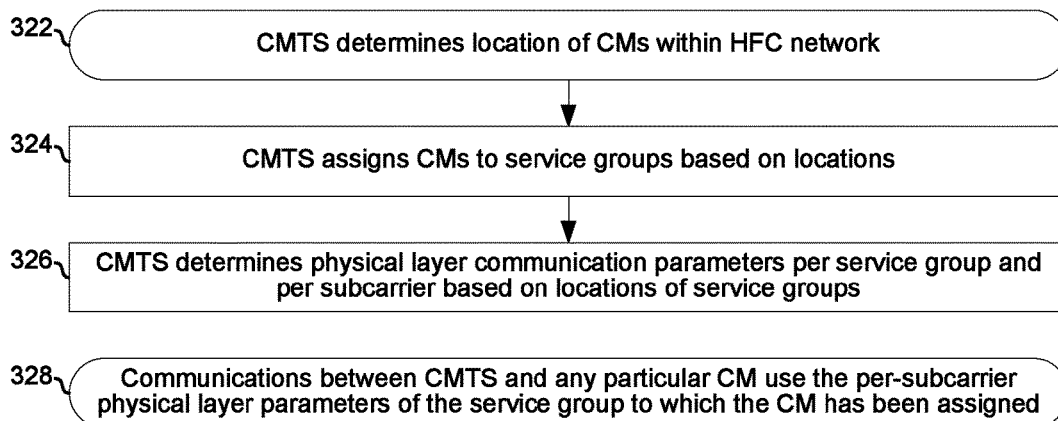 322
CMTS determines location of CMs within HFC network
324
CMTS assigns CMs to service groups based on locations
326
CMTS determines physical layer communication parameters per service group and
per subcarrier based on locations of service groups
328
Communications between CMTS and any particular CM use the per-subcarrier
physical layer parameters of the service group to which the CM has been assigned